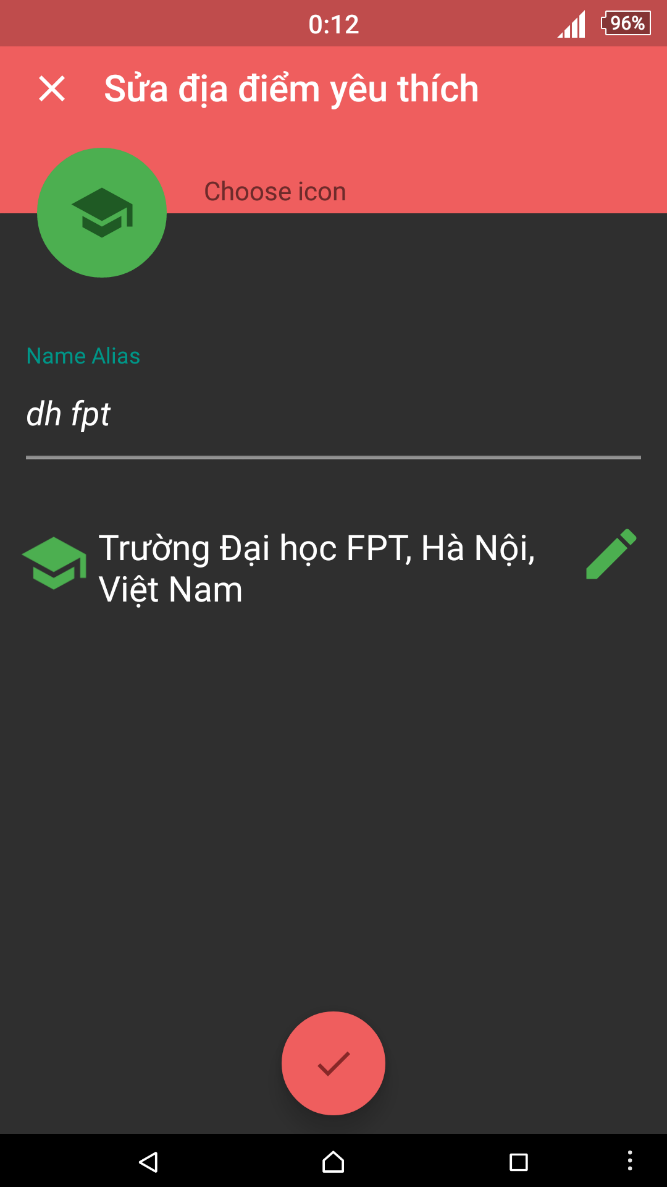 0:12
96%
Sửa địa điểm yêu thích
Choose icon
Name Alias
dh fpt
Trường Đại học FPT, Hà Nội,
Việt Nam